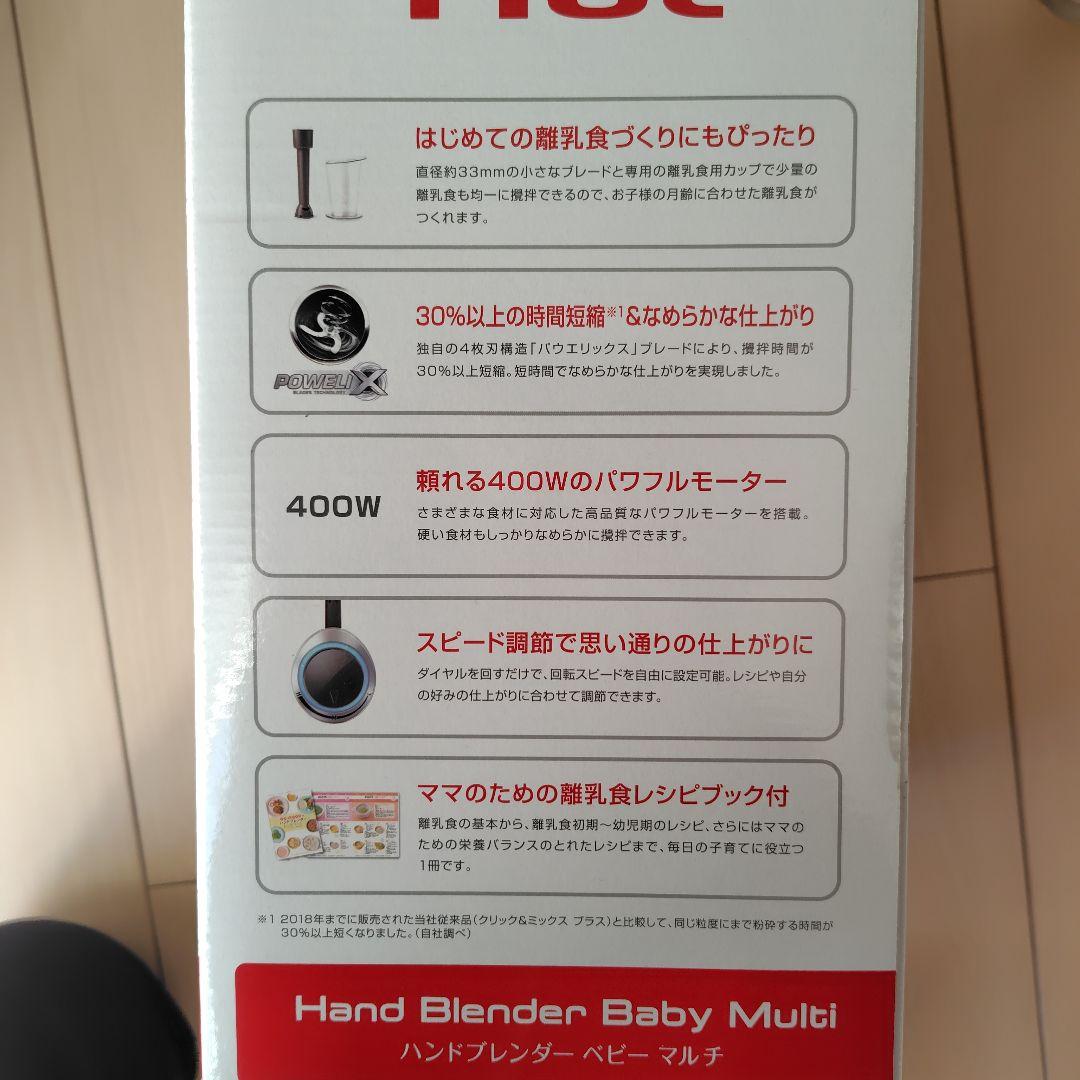 はじめての離乳食づくりにもぴったり
直径約33mmの小さなブレードと専用の離乳食用カップで少量の
離乳食も均一に攪拌できるので、お子様の月齢に合わせた離乳食が
つくれます。
30%以上の時間短縮※1&なめらかな仕上がり
独自の4枚刃構造「パウエリックス」ブレードにより、攪拌時間が
30%以上短縮。短時間でなめらかな仕上がりを実現しました。
POWELIX
BLADES TECHNOLOGY
400W
頼れる400Wのパワフルモーター
さまざまな食材に対応した高品質なパワフルモーターを搭載。
硬い食材もしっかりなめらかに攪拌できます。
スピード調節で思い通りの仕上がりに
ダイヤルを回すだけで、回転スピードを自由に設定可能。レシピや自分
の好みの仕上がりに合わせて調節できます。
ママのための離乳食レシピブック付
離乳食の基本から、離乳食初期〜幼児期のレシピ、さらにはママの
ための栄養バランスのとれたレシピまで、毎日の子育てに役立つ
1冊です。
※1 2018年までに販売された当社従来品(クリック&ミックス プラス)と比較して、同じ粒度にまで粉砕する時間が
30%以上短くなりました。(自社調べ)
Hand Blender Baby Multi
ハンドブレンダー ベビー マルチ